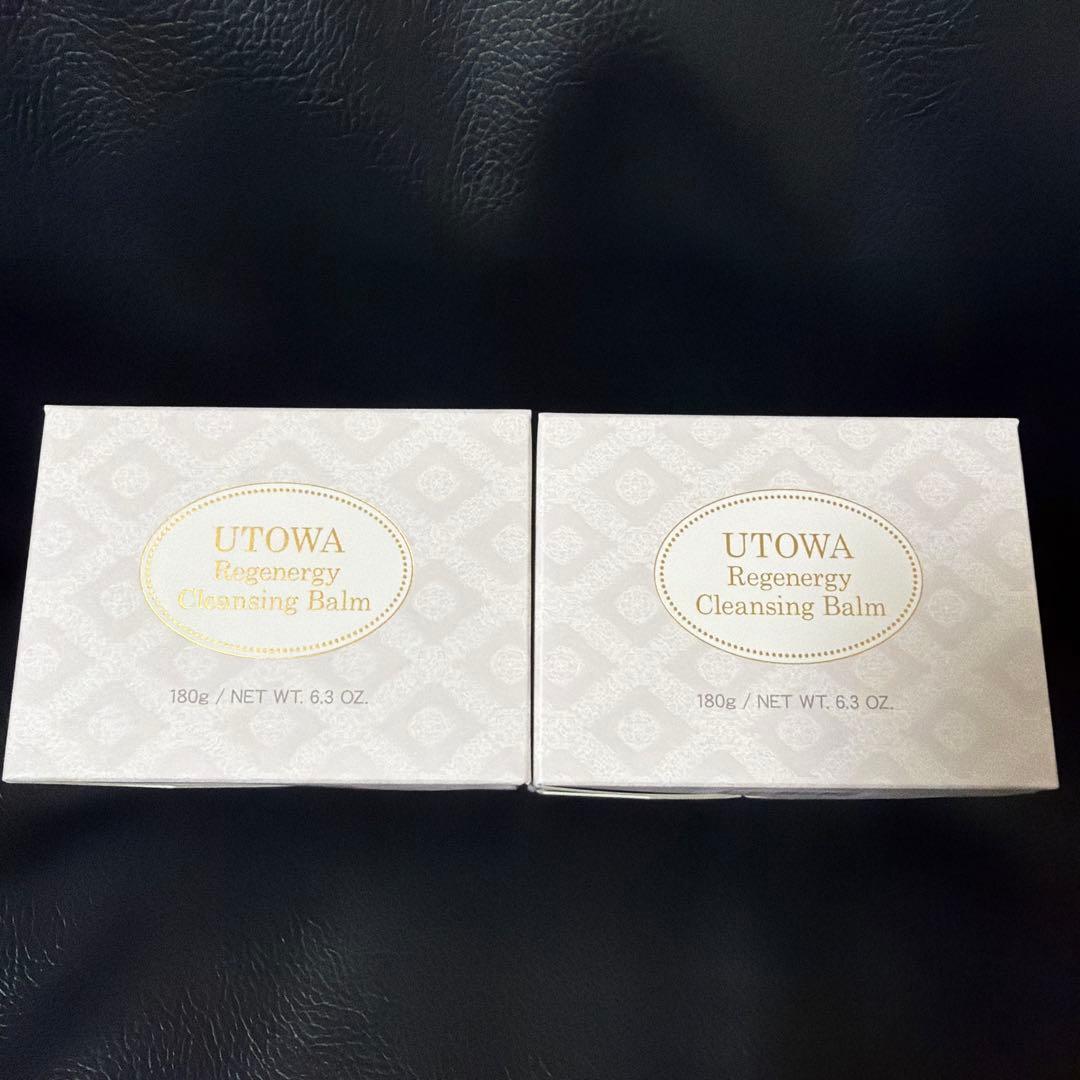 UTOWA
Regenergy
Cleansing Balm
180g / NET WT. 6.3 OZ.
UTOWA
Regenergy
Cleansing Balm
180g / NET WT. 6.3 OZ.